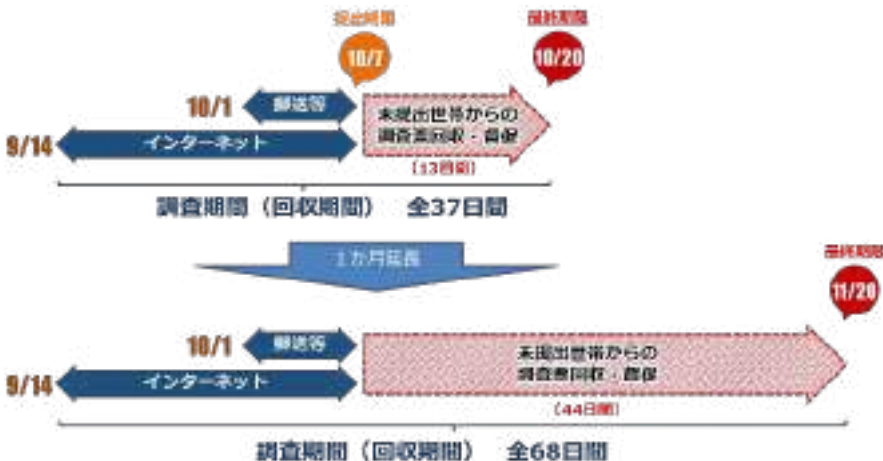 提出時期
最終期限
10/7
10/20
10/1
郵送等
未提出世帯からの
調査票回収・督促
9/14
インターネット
(13日間)
調査期間(回収期間) 全37日間
1か月延長
最終期限
11/20
10/1
郵送等
未提出世帯からの
調査票回収・督促
9/14
インターネット
(44日間)
調査期間(回収期間) 全68日間